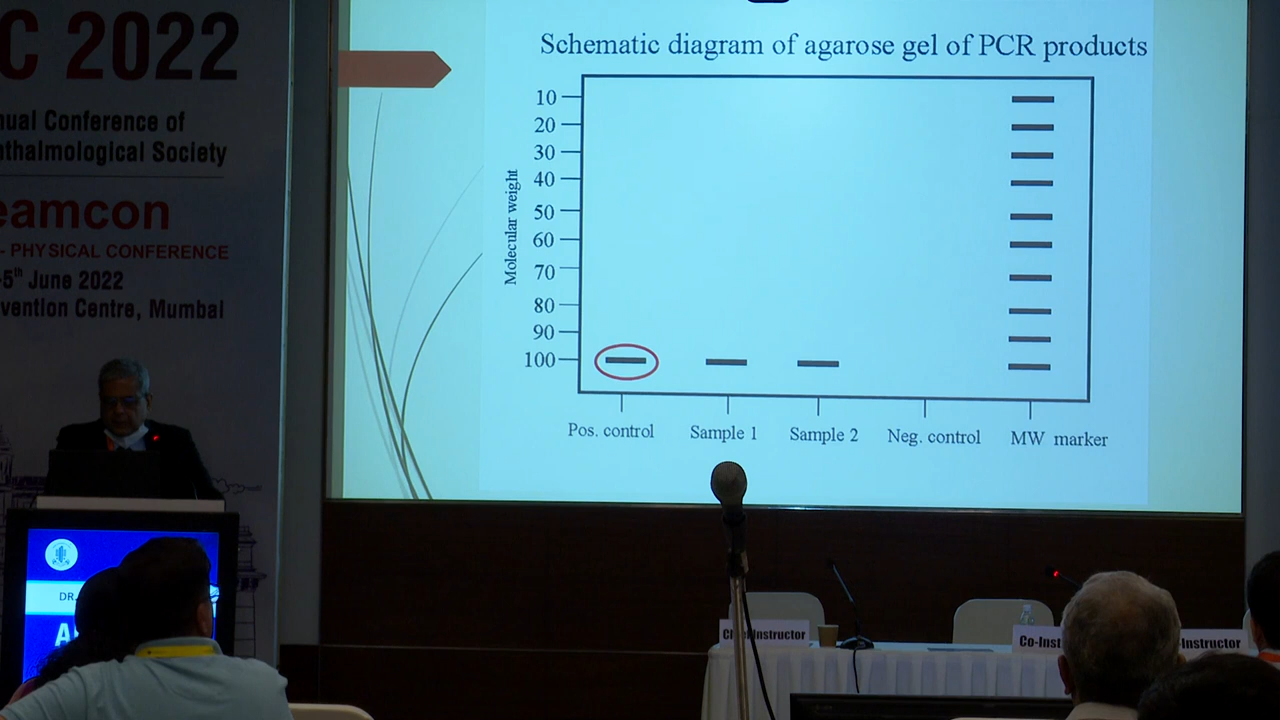 C 2022
nual Conference of
hthalmological Society
eamcon
- PHYSICAL CONFERENCE
-5th June 2022
vention Centre, Mumbai
Schematic diagram of agarose gel of PCR products
Molecular weight
10
20
30
40
50
60
70
80
90
100
Pos. control Sample 1 Sample 2 Neg. control MW marker
DR.
A
Instructor
Co-Inst
-Instructor